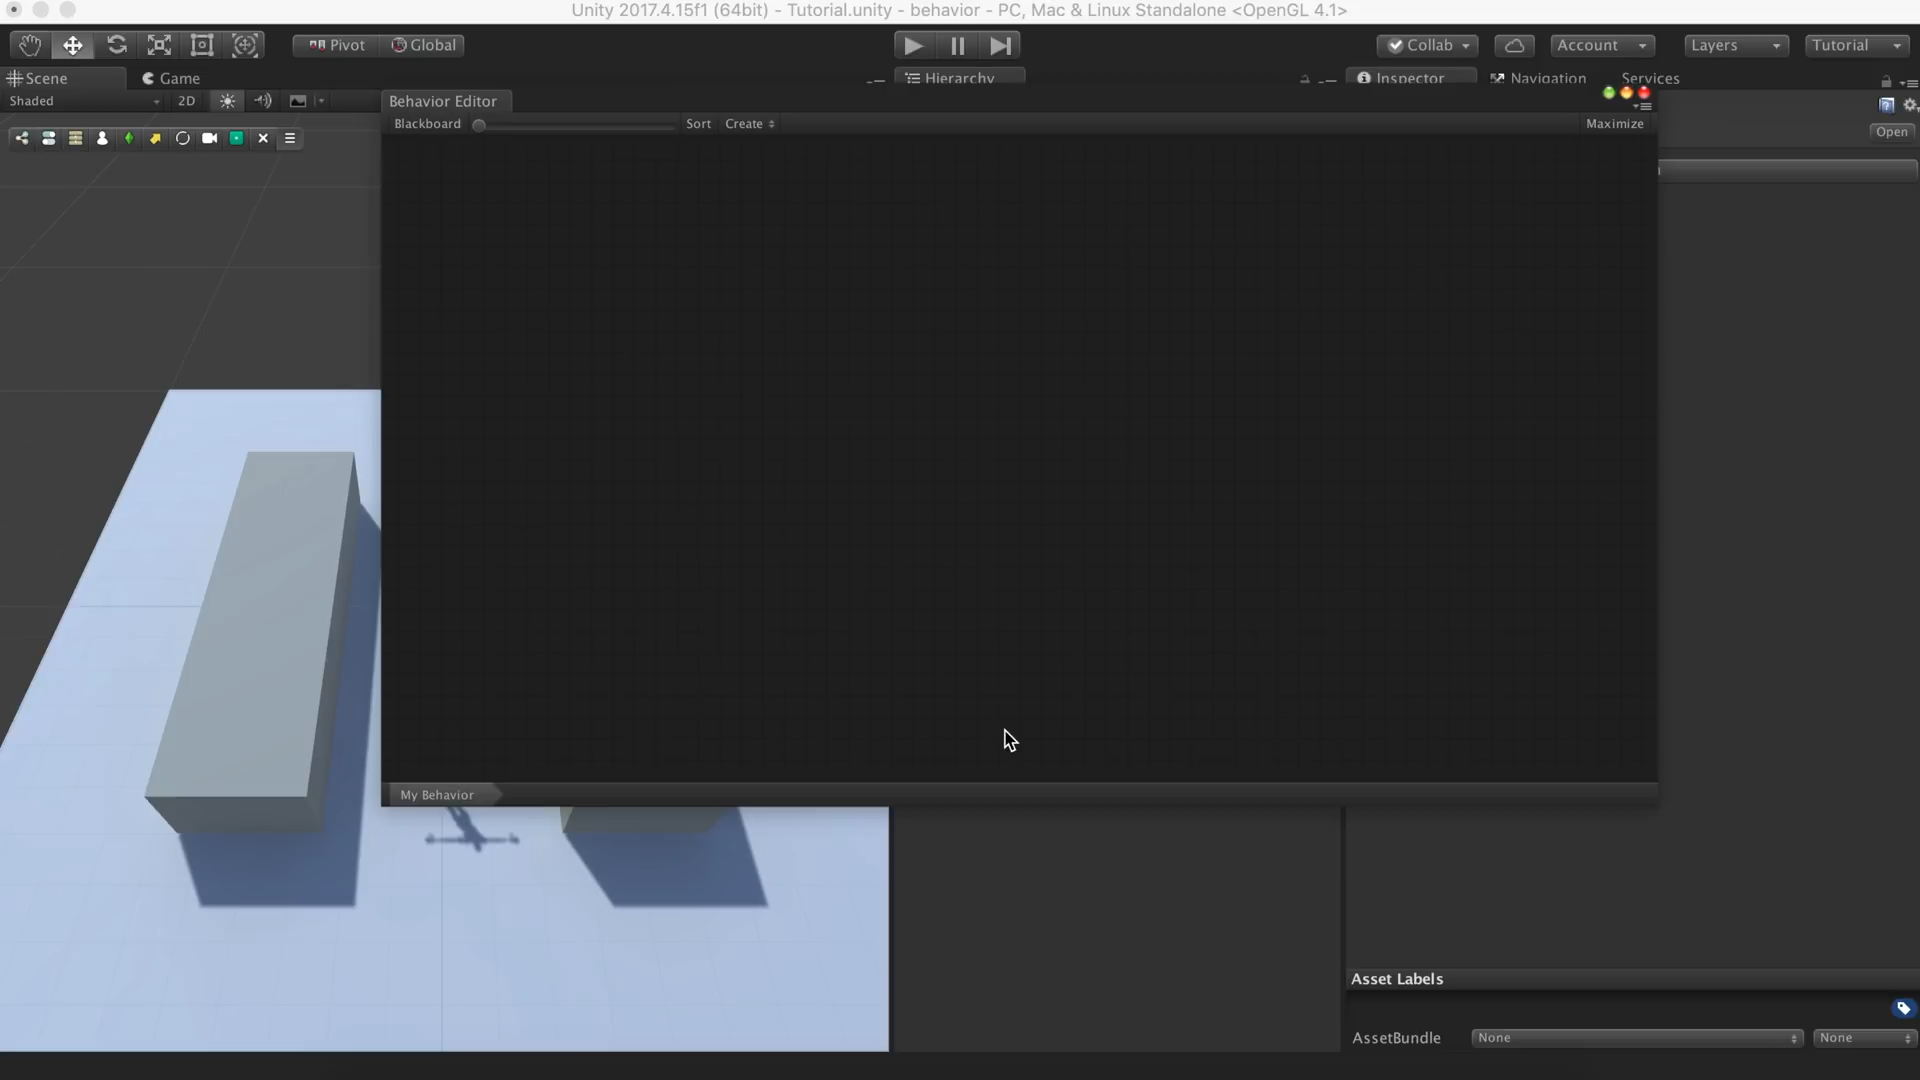 Unity 2017.4.15f1 (64bit) - Tutorial.unity - behavior - PC, Mac & Linux Standalone <OpenGL 4.1>
Pivot Global Collab Account Layers Tutorial
Scene Game Hierarchy Inspector Navigation Services
Shaded 2D Behavior Editor
Blackboard Sort Create Maximize
Open
My Behavior
Asset Labels
AssetBundle None None